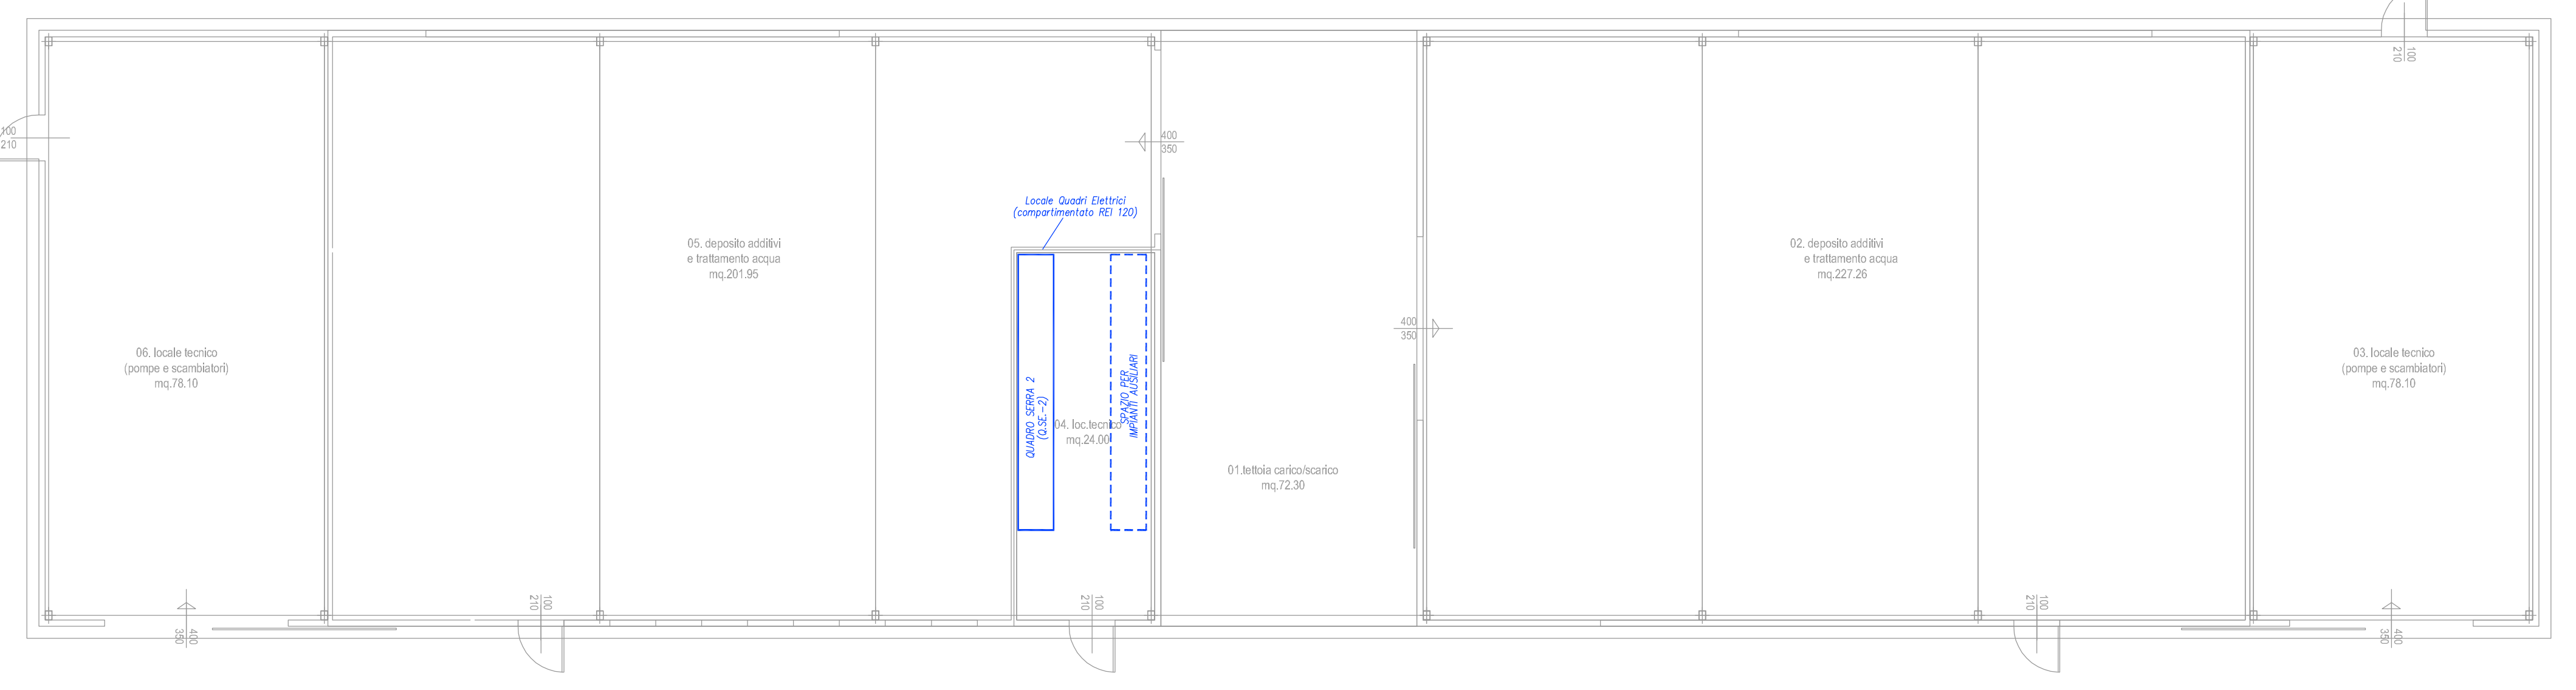 100
210
100
210
400
350
Locale Quadri Elettrici
(compartimentato REI 120)
05. deposito additivi
e trattamento acqua
mq.201.95
02. deposito additivi
e trattamento acqua
mq.227.26
400
350
06. locale tecnico
(pompe e scambiatori)
mq.78.10
03. locale tecnico
(pompe e scambiatori)
mq.78.10
QUADRO SERRA 2
(Q.SE.-2)
SPAZIO PER
IMPIANTI AUSILIARI
04. loc.tecnico
mq.24.00
01.tettoia carico/scarico
mq.72.30
100
210
100
210
100
210
400
350
400
350